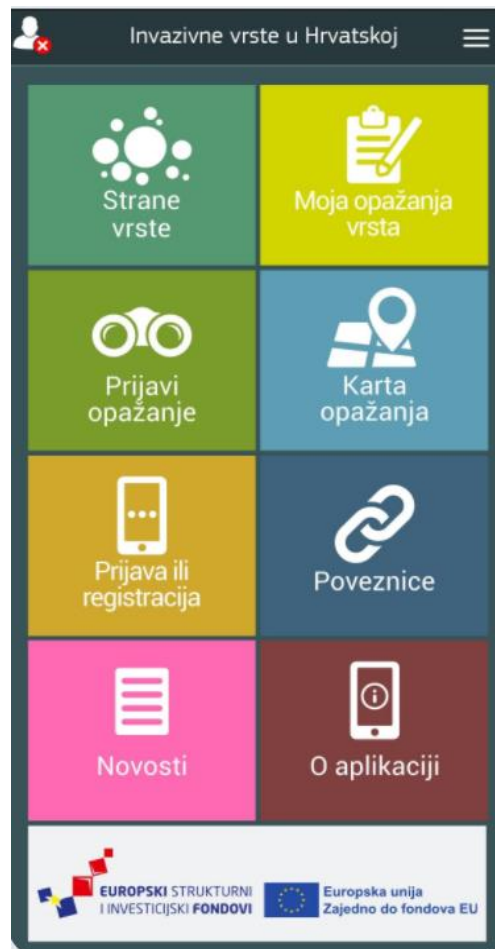 Invazivne vrste u Hrvatskoj
Strane
vrste
Moja opažanja
vrsta
Prijavi
opažanje
Karta
opažanja
Prijava ili
registracija
Poveznice
Novosti
O aplikaciji
EUROPSKI STRUKTURNI
I INVESTICIJSKI FONDOVI
Europska unija
Zajedno do fondova EU